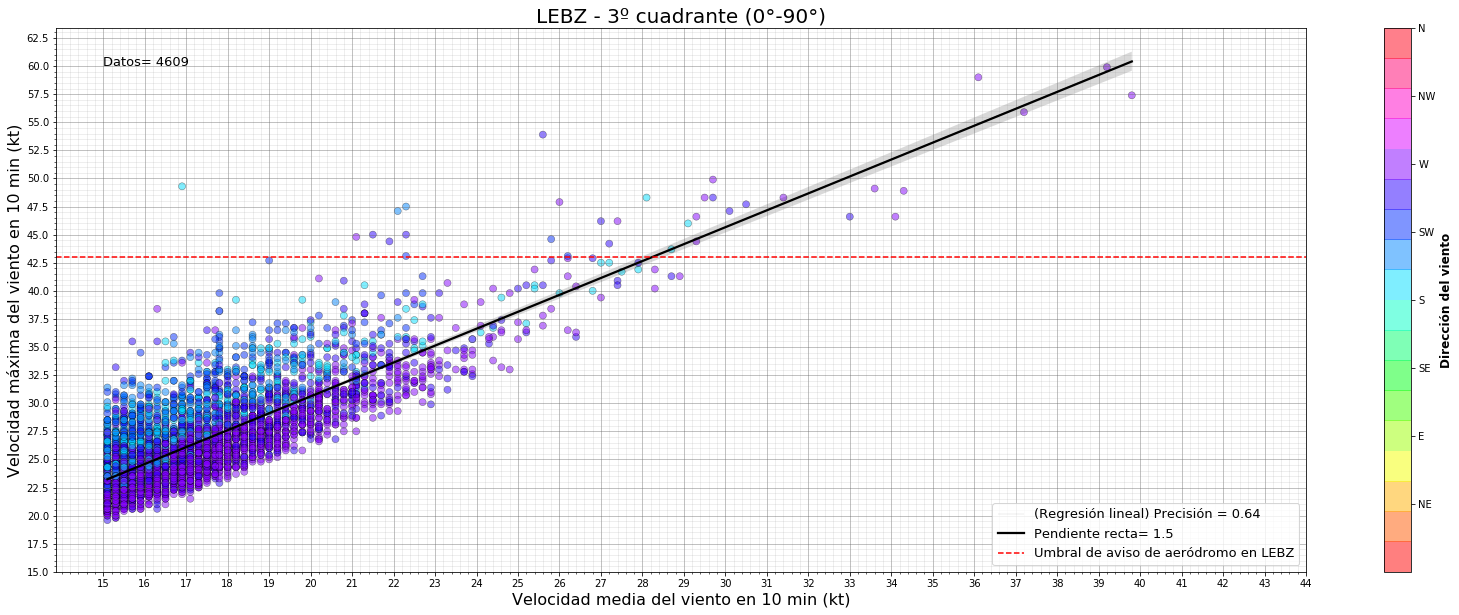 LEBZ - 3º cuadrante (0°-90°)
Datos= 4609
Velocidad máxima del viento en 10 min (kt)
62.5
60.0
57.5
55.0
52.5
50.0
47.5
45.0
42.5
40.0
37.5
35.0
32.5
30.0
27.5
25.0
22.5
20.0
17.5
15.0
(Regresión lineal) Precisión = 0.64
Pendiente recta= 1.5
Umbral de aviso de aeródromo en LEBZ
15 16 17 18 19 20 21 22 23 24 25 26 27 28 29 30 31 32 33 34 35 36 37 38 39 40 41 42 43 44
Velocidad media del viento en 10 min (kt)
N
NW
W
SW
S
SE
E
NE
Dirección del viento